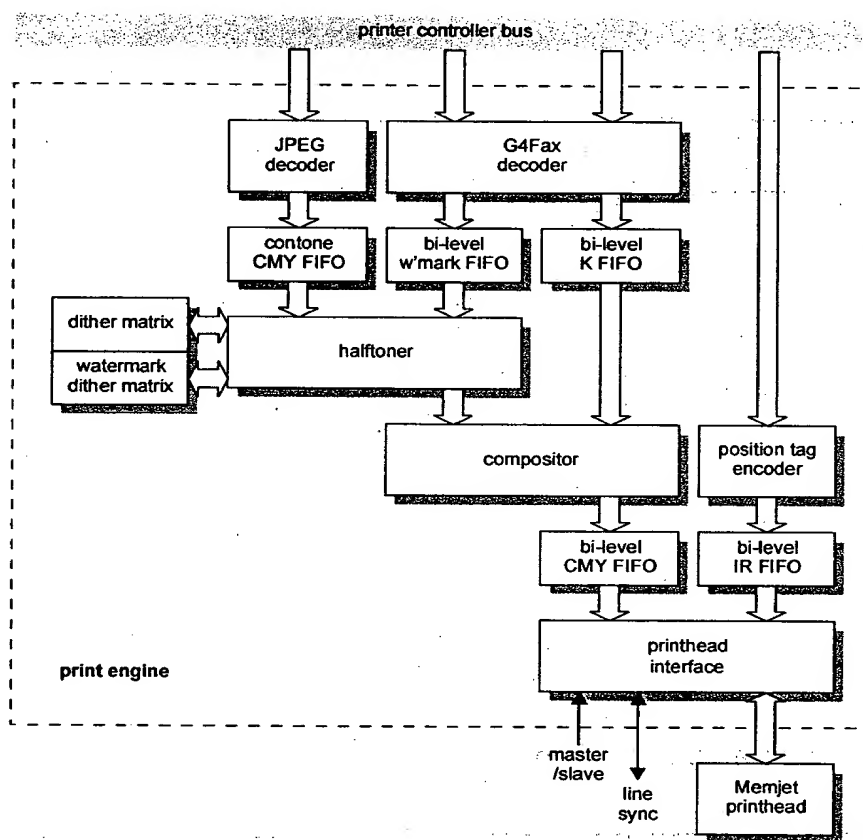 printer controller bus
JPEG
decoder
G4Fax
decoder
contone
CMY FIFO
bi-level
w'mark FIFO
bi-level
K FIFO
dither matrix
watermark
dither matrix
halftoner
compositor
position tag
encoder
bi-level
CMY FIFO
bi-level
IR FIFO
printhead
interface
print engine
master
/slave
line
sync
Memjet
printhead